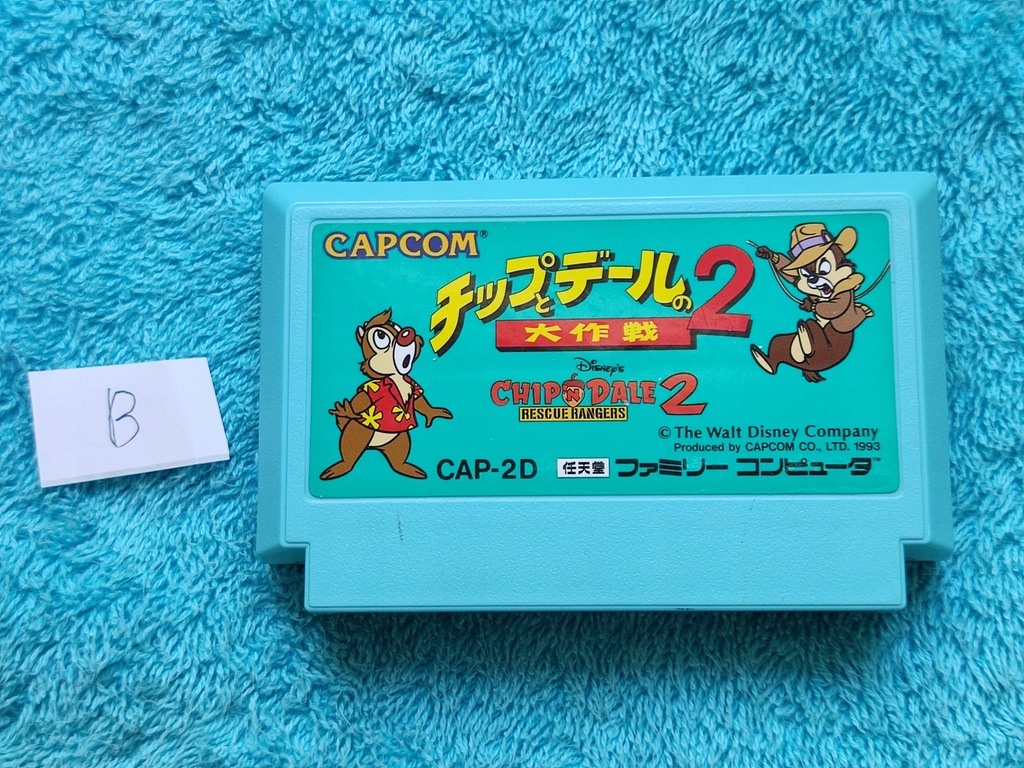 B
CAPCOM®
チップとデールの2
大作戦
Disney's
CHIP 'N DALE 2
RESCUE RANGERS
© The Walt Disney Company
Produced by CAPCOM CO., LTD. 1993
CAP-2D 任天堂 ファミリー コンピュータ™